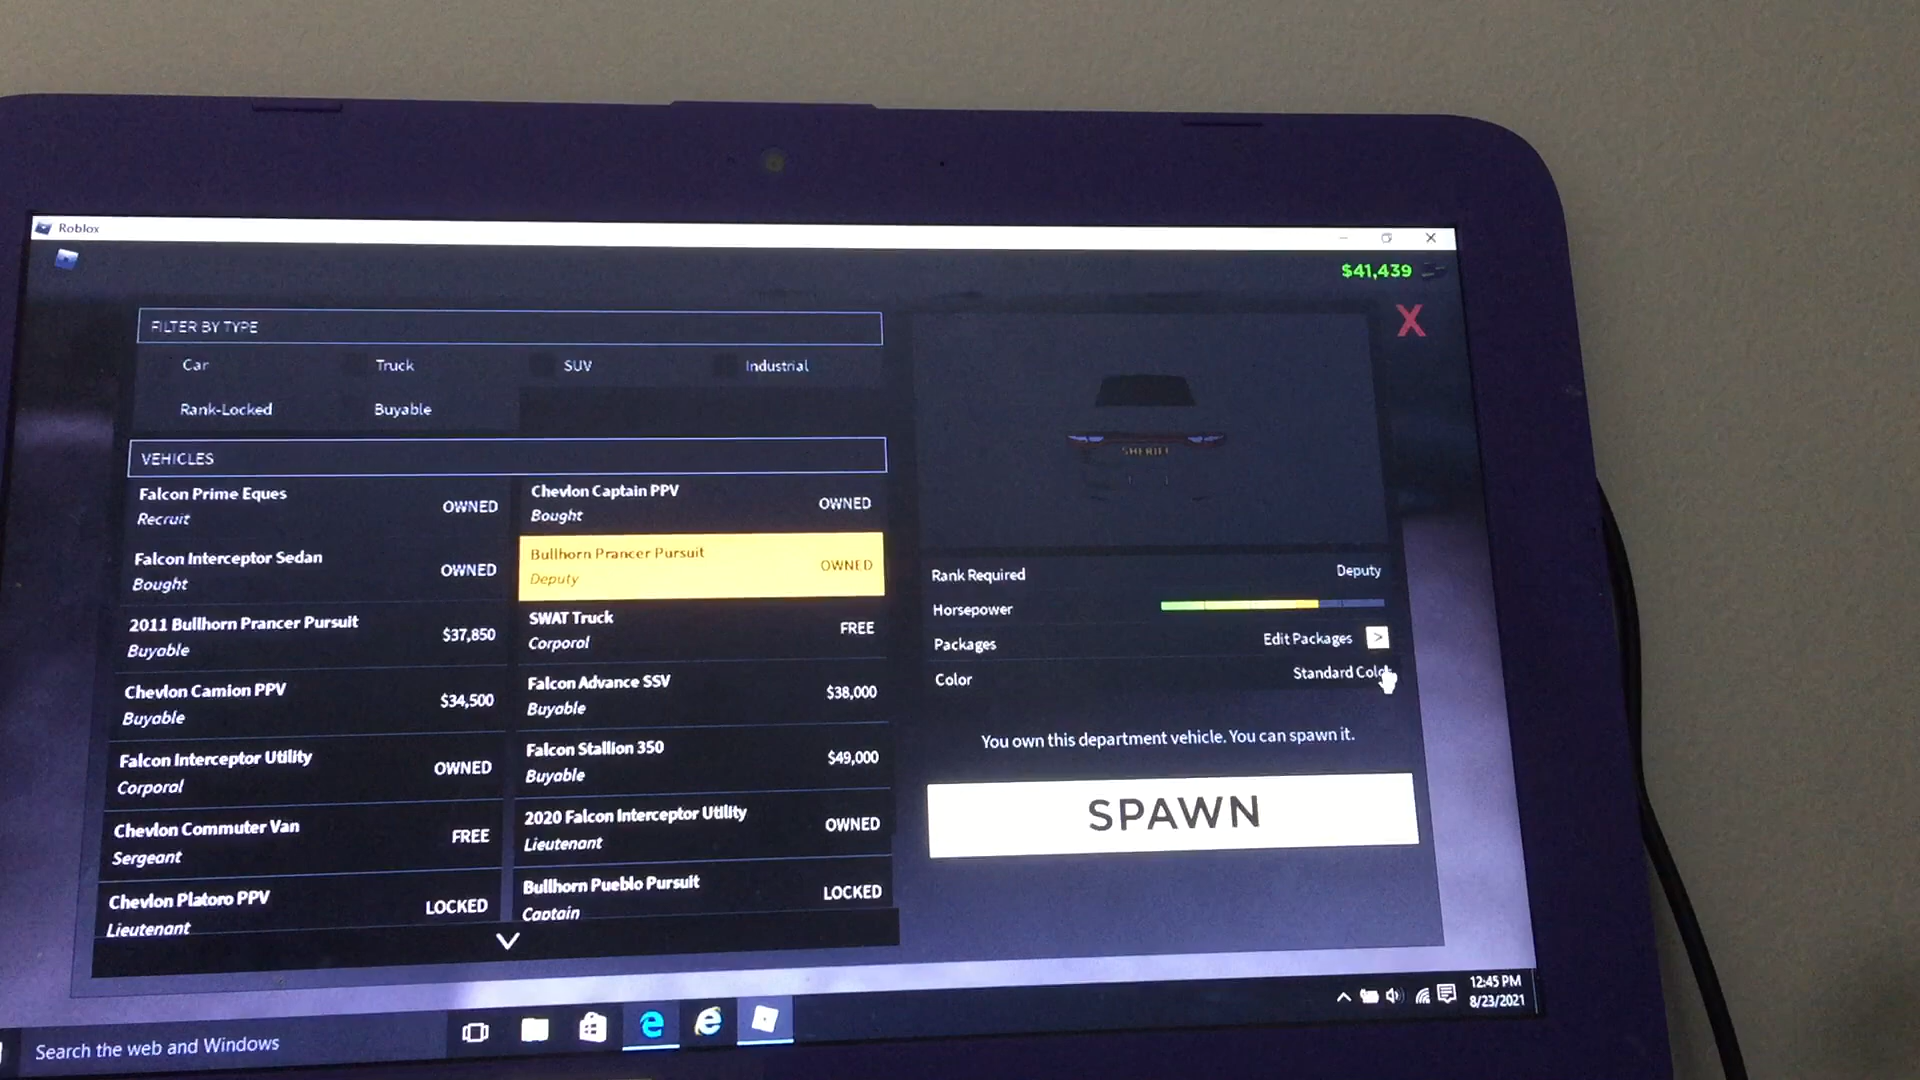 Roblox
$41,439
X
FILTER BY TYPE
Car
Truck
SUV
Industrial
Rank-Locked
Buyable
VEHICLES
Falcon Prime Eques
Recruit
OWNED
Chevlon Captain PPV
Bought
OWNED
Falcon Interceptor Sedan
Bought
OWNED
Bullhorn Prancer Pursuit
Deputy
OWNED
2011 Bullhorn Prancer Pursuit
Buyable
$37,850
SWAT Truck
Corporal
FREE
Chevlon Camion PPV
Buyable
$34,500
Falcon Advance SSV
Buyable
$38,000
Falcon Interceptor Utility
Corporal
OWNED
Falcon Stallion 350
Buyable
$49,000
Chevlon Commuter Van
Sergeant
FREE
2020 Falcon Interceptor Utility
Lieutenant
OWNED
Chevlon Platoro PPV
Lieutenant
LOCKED
Bullhorn Pueblo Pursuit
Captain
LOCKED
SHERIFF
Rank Required
Deputy
Horsepower
Packages
Edit Packages >
Color
Standard Color
You own this department vehicle. You can spawn it.
SPAWN
Search the web and Windows
12:45 PM
8/23/2021